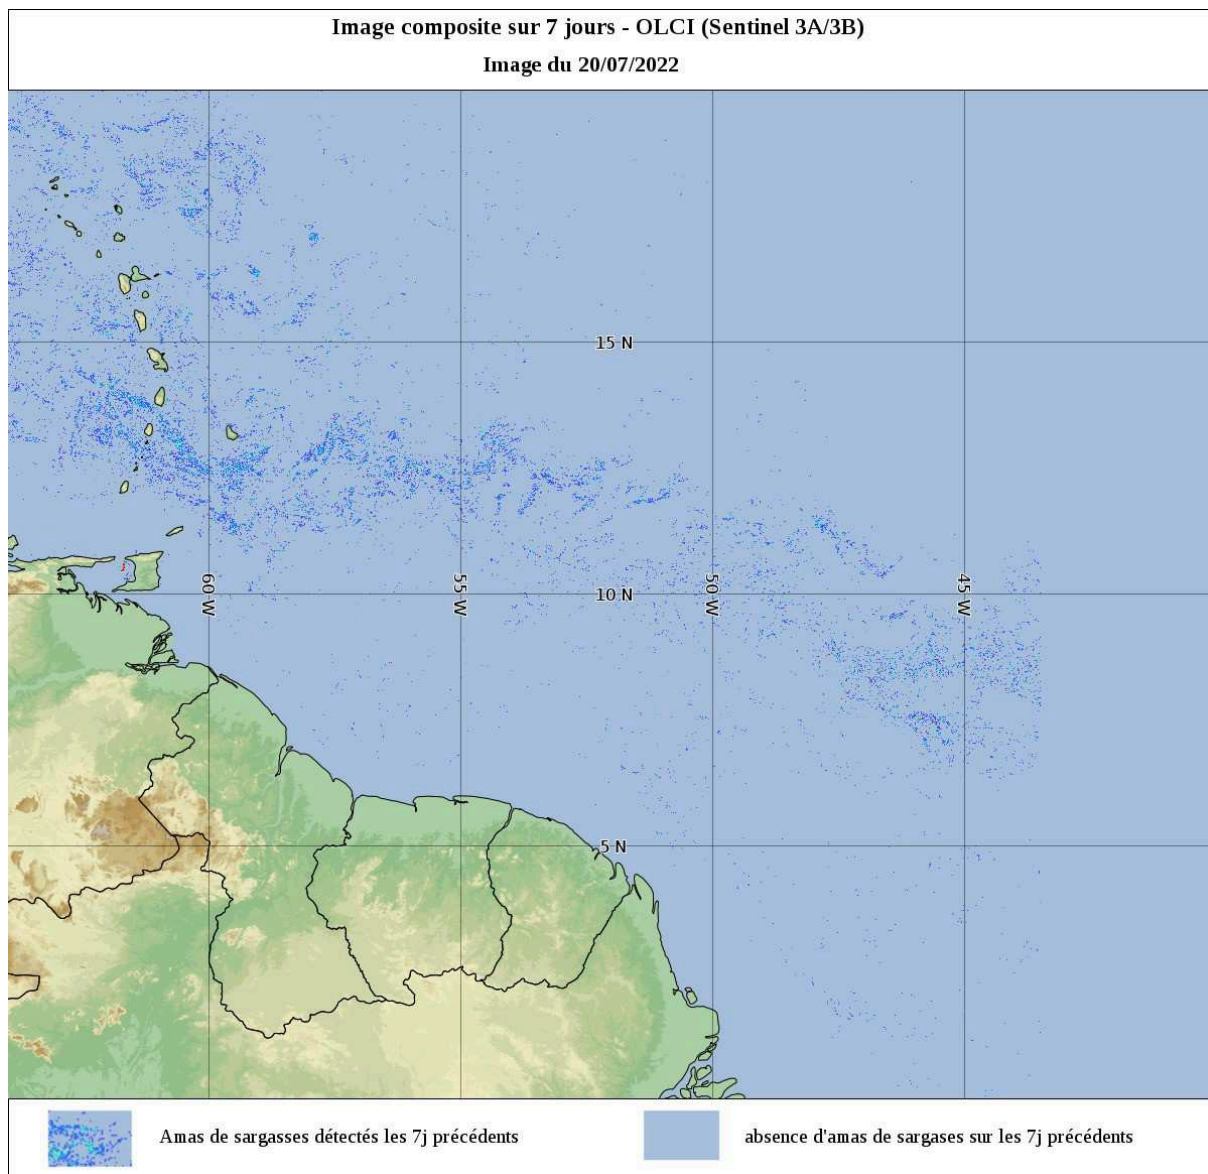 Image composite sur 7 jours - OLCI (Sentinel 3A/3B)
Image du 20/07/2022
15 N
60 W
55 W
10 N
50 W
45 W
5 N
Amas de sargasses détectés les 7j précédents
absence d'amas de sargases sur les 7j précédents